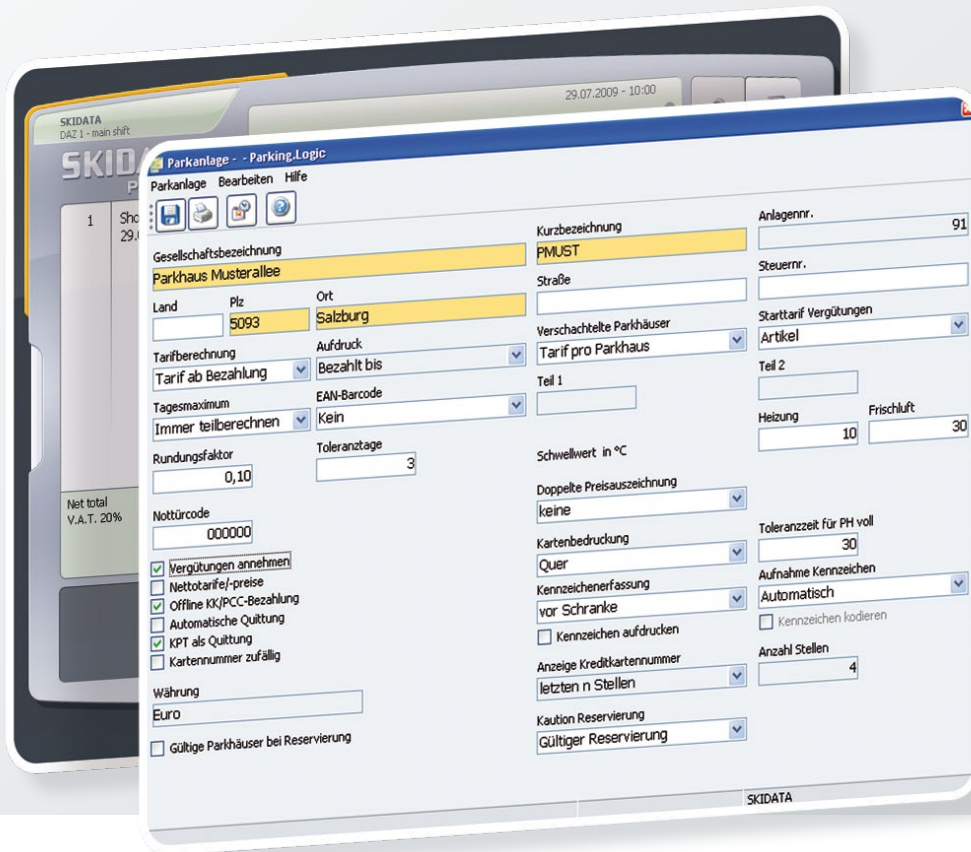 29.07.2009 - 10:00
SKIDATA
DAZ 1 - main shift
SKID
P
1 Sho
29.0
Net total
V.A.T. 20%
Parkanlage - - Parking.Logic
Parkanlage Bearbeiten Hilfe
Gesellschaftsbezeichnung
Parkhaus Musterallee
Kurzbezeichnung
PMUST
Anlagennr.
91
Land Plz Ort
5093 Salzburg
Straße
Steuernr.
Tarifberechnung
Tarif ab Bezahlung
Aufdruck
Bezahlt bis
Verschachtelte Parkhäuser
Tarif pro Parkhaus
Starttarif Vergütungen
Artikel
Tagesmaximum
Immer teilberechnen
EAN-Barcode
Kein
Teil 1
Teil 2
Rundungsfaktor
0,10
Toleranztage
3
Schwellwert in °C
Heizung
10
Frischluft
30
Nottürcode
000000
Doppelte Preisauszeichnung
keine
Vergütungen annehmen
Nettotarife/-preise
Offline KK/PCC-Bezahlung
Automatische Quittung
KPT als Quittung
Kartennummer zufällig
Kartenbedruckung
Quer
Toleranzzeit für PH voll
30
Kennzeichenerfassung
vor Schranke
Aufnahme Kennzeichen
Automatisch
Kennzeichen aufdrucken
Kennzeichen kodieren
Anzeige Kreditkartennummer
letzten n Stellen
Anzahl Stellen
4
Währung
Euro
Kaution Reservierung
Gültiger Reservierung
Gültige Parkhäuser bei Reservierung
SKIDATA